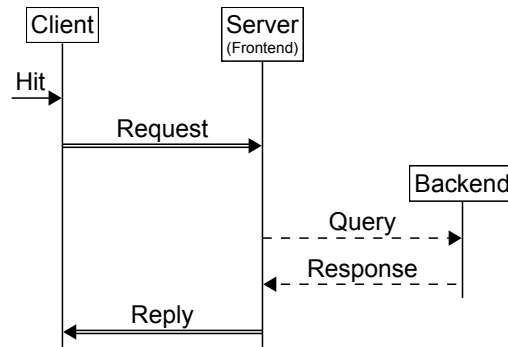 Client
Server
(Frontend)
Hit
Request
Backend
Query
Response
Reply